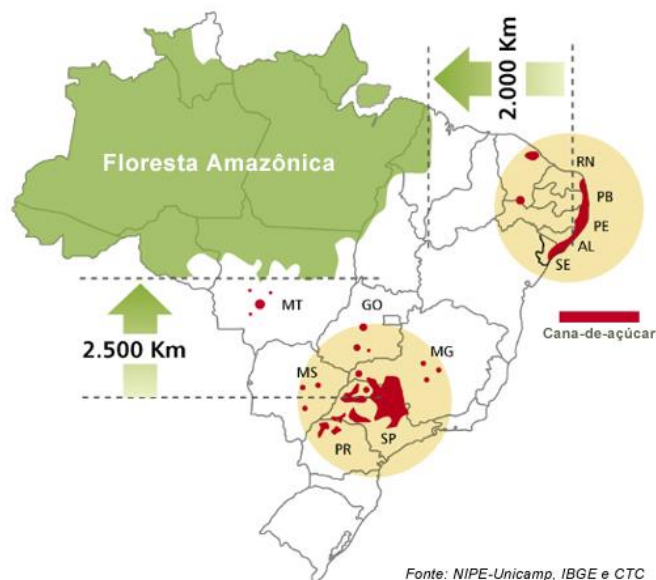 2.000 Km
Floresta Amazônica
RN
PB
PE
AL
SE
Cana-de-açúcar
MT
GO
2.500 Km
MS
MG
SP
PR
Fonte: NIPE-Unicamp, IBGE e CTC